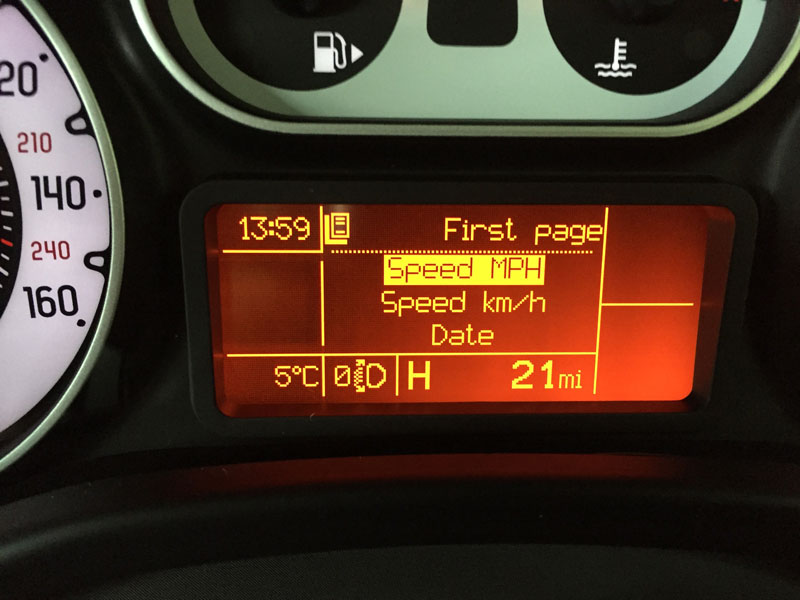 20
210
140
240
160
13:59
First page
Speed MPH
Speed km/h
Date
5°C
0
H
21mi